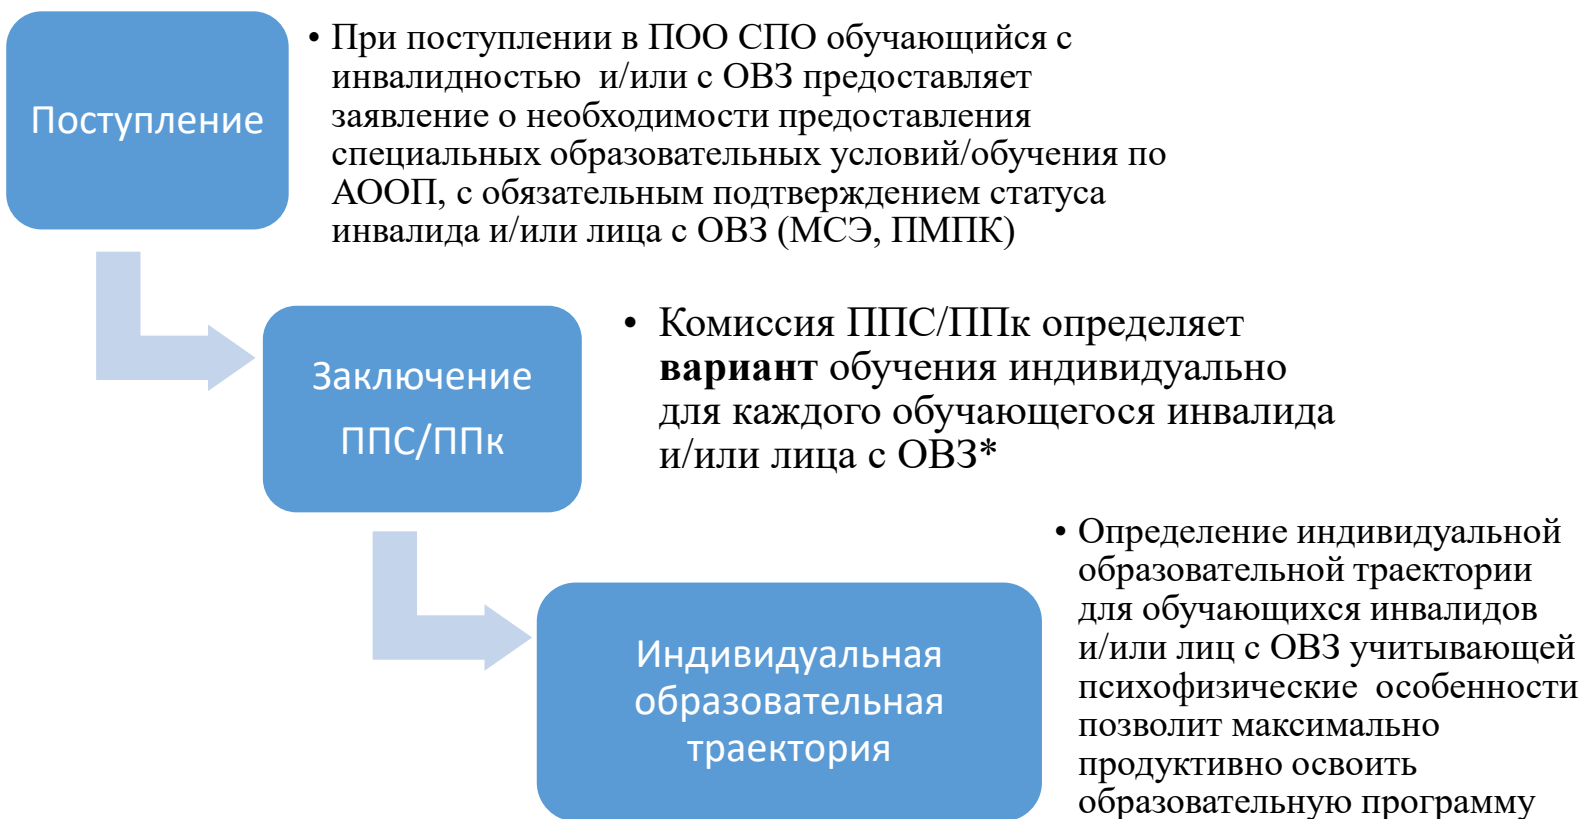 Поступление
• При поступлении в ПОО СПО обучающийся с
инвалидностью и/или с ОВЗ предоставляет
заявление о необходимости предоставления
специальных образовательных условий/обучения по
АООП, с обязательным подтверждением статуса
инвалида и/или лица с ОВЗ (МСЭ, ПМПК)
Заключение
ППС/ППк
• Комиссия ППС/ППк определяет
вариант обучения индивидуально
для каждого обучающегося инвалида
и/или лица с ОВЗ*
Индивидуальная
образовательная
траектория
• Определение индивидуальной
образовательной траектории
для обучающихся инвалидов
и/или лиц с ОВЗ учитывающей
психофизические особенности
позволит максимально
продуктивно освоить
образовательную программу